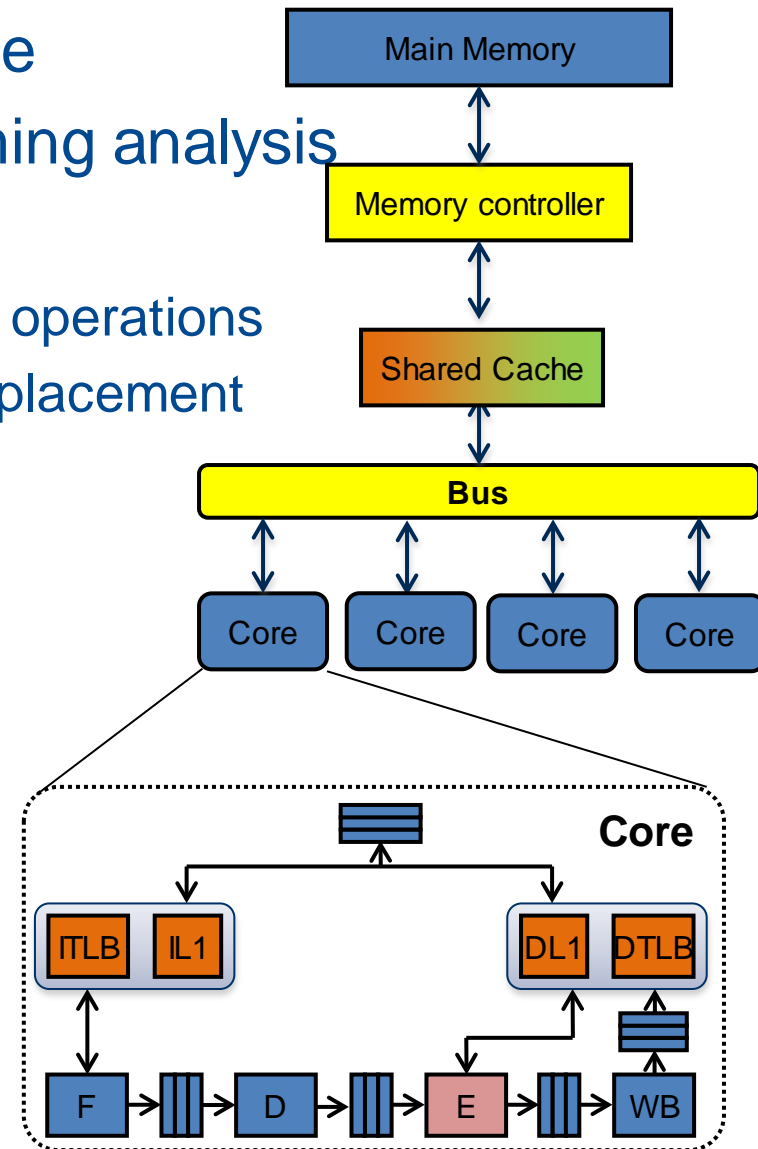 e
ning analysis
operations
placement
Main Memory
Memory controller
Shared Cache
Bus
Core Core Core Core
Core
ITLB IL1 DL1 DTLB
F D E WB